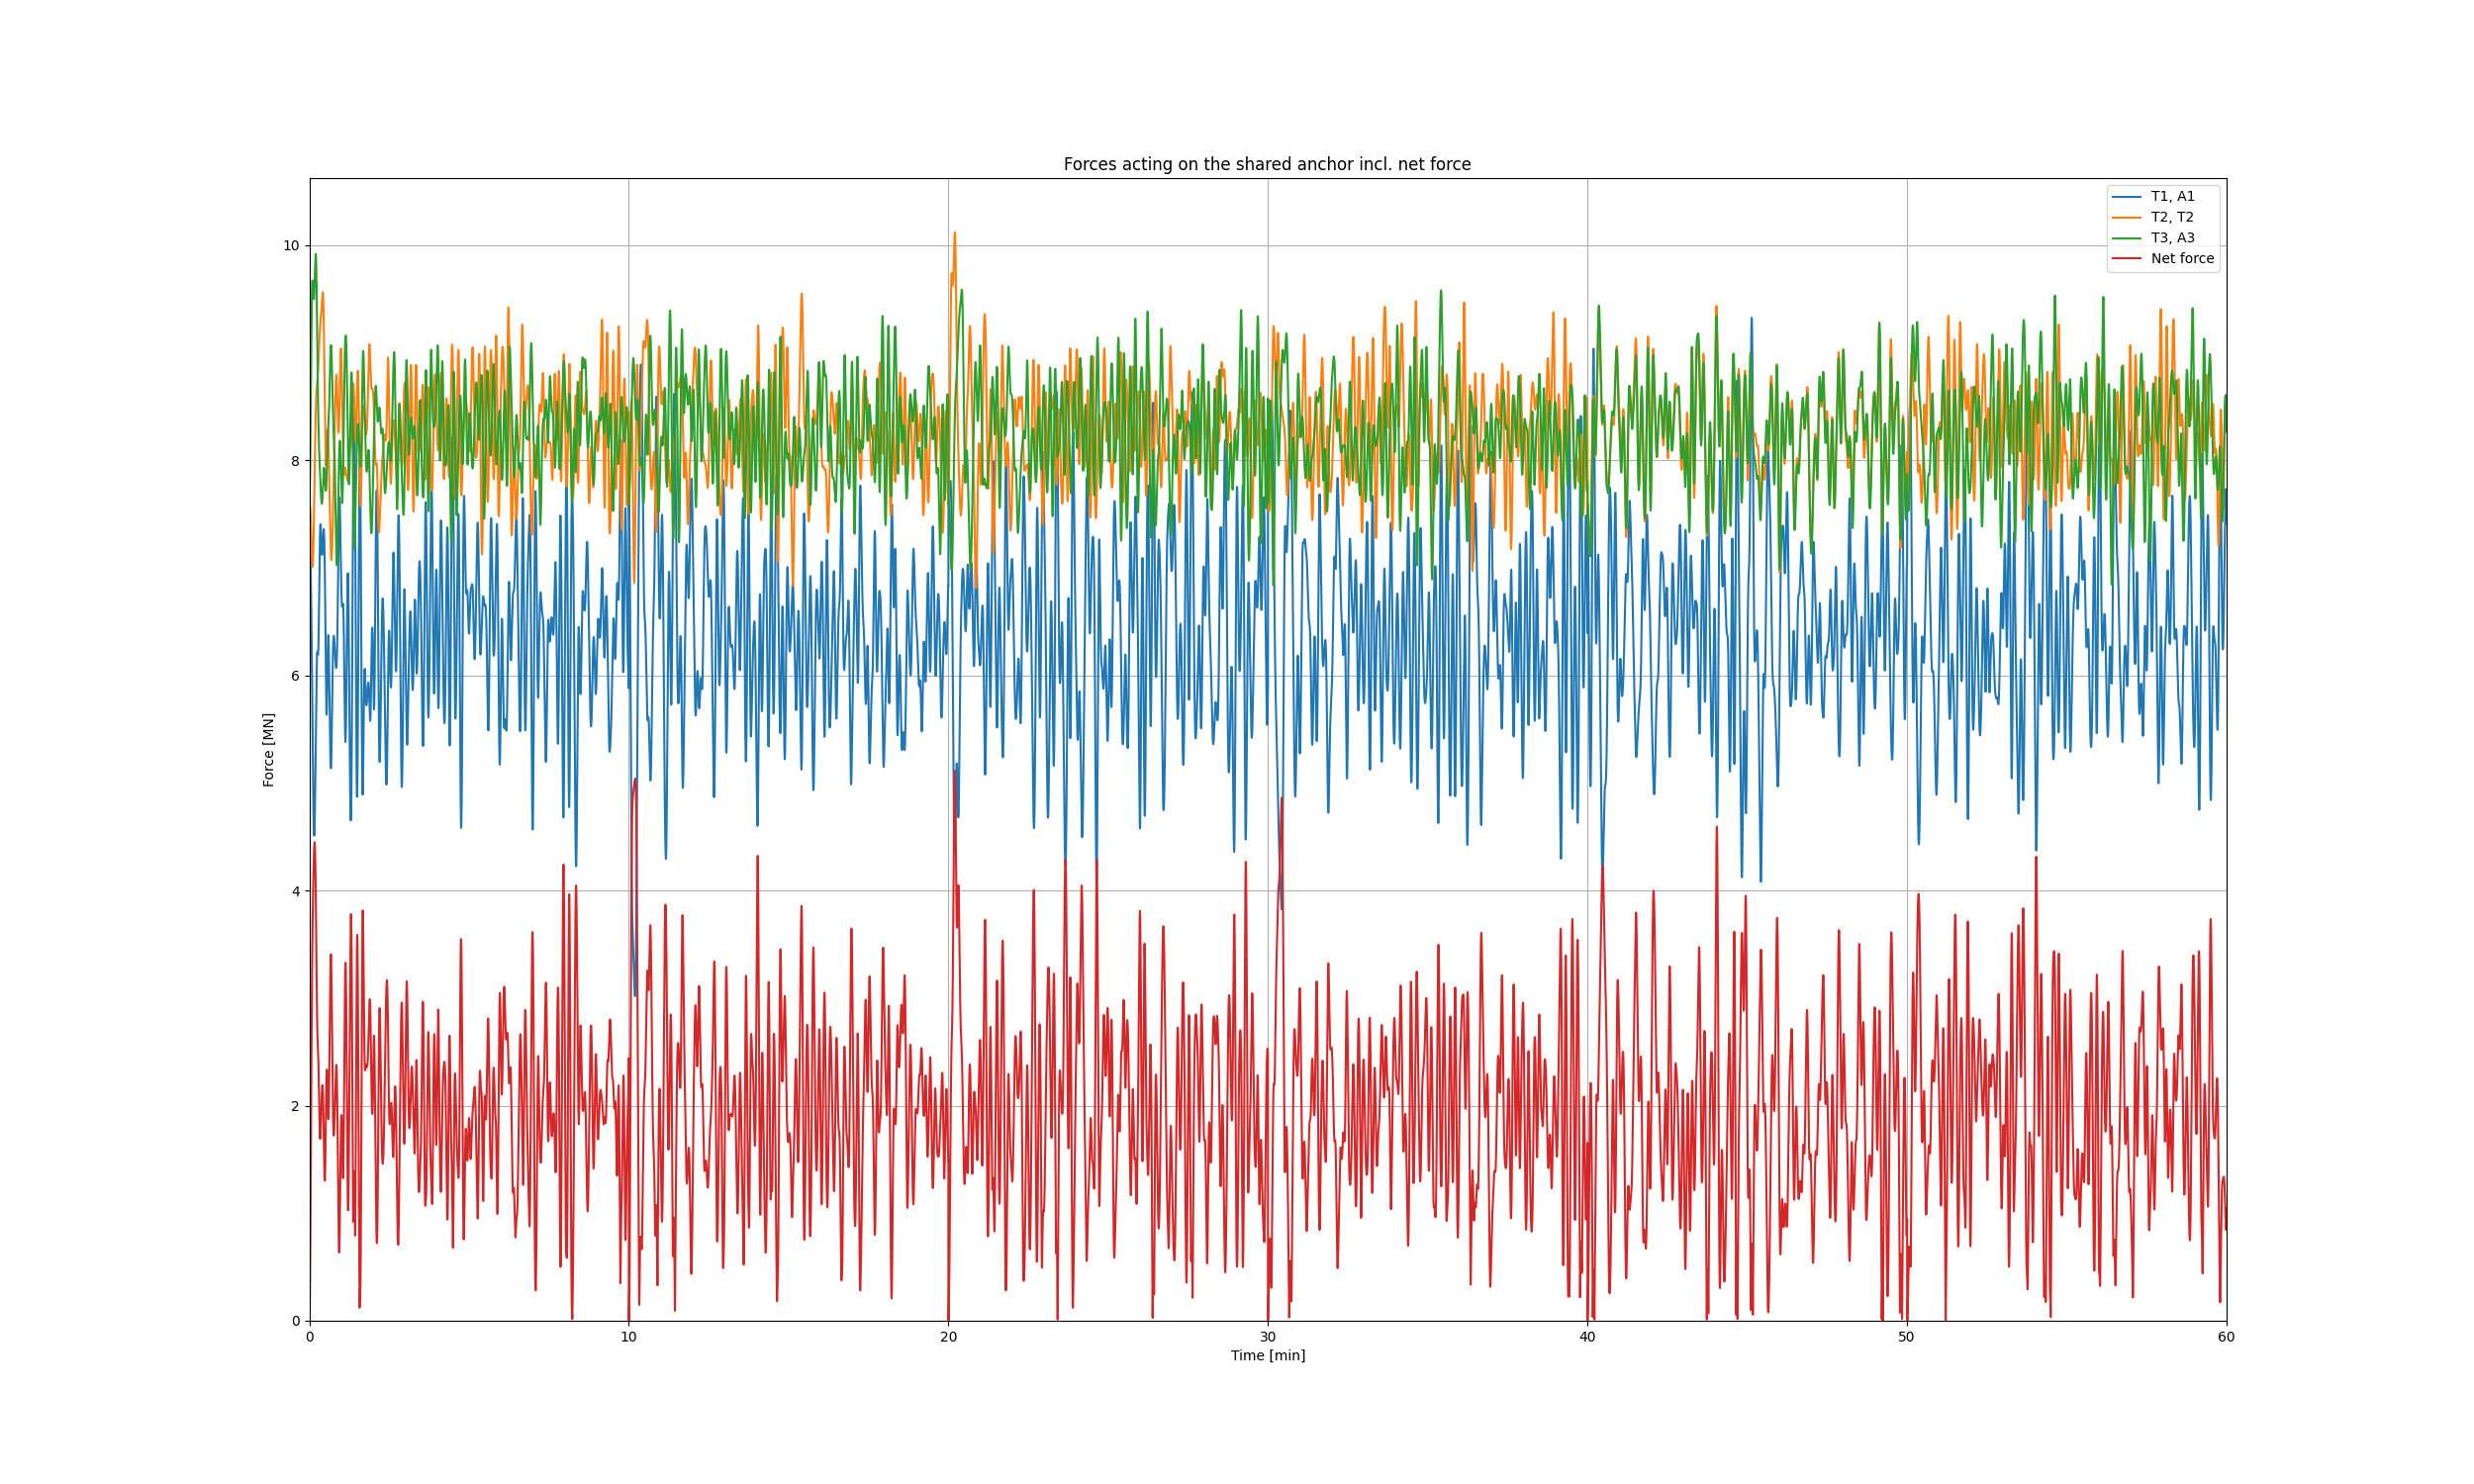 Forces acting on the shared anchor incl. net force
T1, A1
T2, T2
T3, A3
Net force
10
8
6
4
2
0
Force [MN]
0 10 20 30 40 50 60
Time [min]